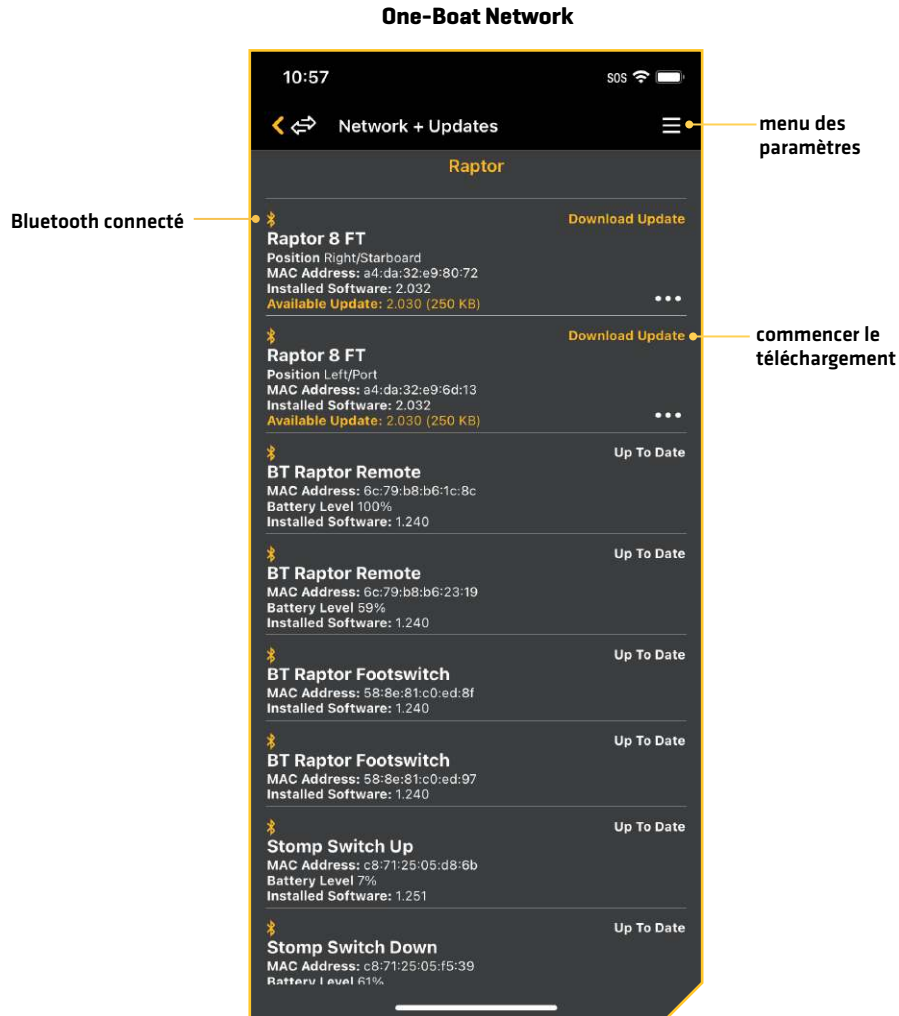 One-Boat Network
10:57
SOS
Network + Updates
menu des
paramètres
Raptor
Bluetooth connecté
Download Update
Raptor 8 FT
Position Right/Starboard
MAC Address: a4:da:32:e9:80:72
Installed Software: 2.032
Available Update: 2.030 (250 KB)
Download Update
commencer le
téléchargement
Raptor 8 FT
Position Left/Port
MAC Address: a4:da:32:e9:6d:13
Installed Software: 2.032
Available Update: 2.030 (250 KB)
Up To Date
BT Raptor Remote
MAC Address: 6c:79:b8:b6:1c:8c
Battery Level 100%
Installed Software: 1.240
Up To Date
BT Raptor Remote
MAC Address: 6c:79:b8:b6:23:19
Battery Level 59%
Installed Software: 1.240
Up To Date
BT Raptor Footswitch
MAC Address: 58:8e:81:c0:ed:8f
Installed Software: 1.240
Up To Date
BT Raptor Footswitch
MAC Address: 58:8e:81:c0:ed:97
Installed Software: 1.240
Up To Date
Stomp Switch Up
MAC Address: c8:71:25:05:d8:6b
Battery Level 7%
Installed Software: 1.251
Up To Date
Stomp Switch Down
MAC Address: c8:71:25:05:f5:39
Battery Level 61%